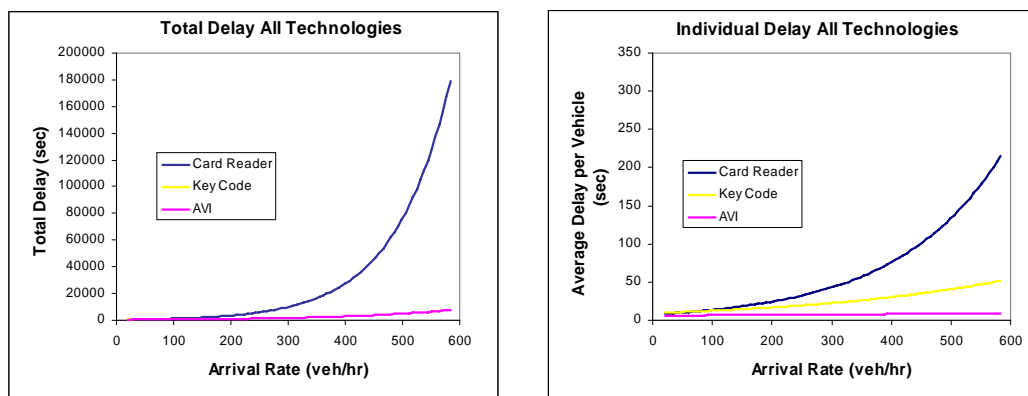 Total Delay All Technologies
200000
180000
160000
140000
120000
100000
80000
60000
40000
20000
0
Total Delay (sec)
Card Reader
Key Code
AVI
0 100 200 300 400 500 600
Arrival Rate (veh/hr)
Individual Delay All Technologies
350
300
250
200
150
100
50
0
Average Delay per Vehicle
(sec)
Card Reader
Key Code
AVI
0 100 200 300 400 500 600
Arrival Rate (veh/hr)